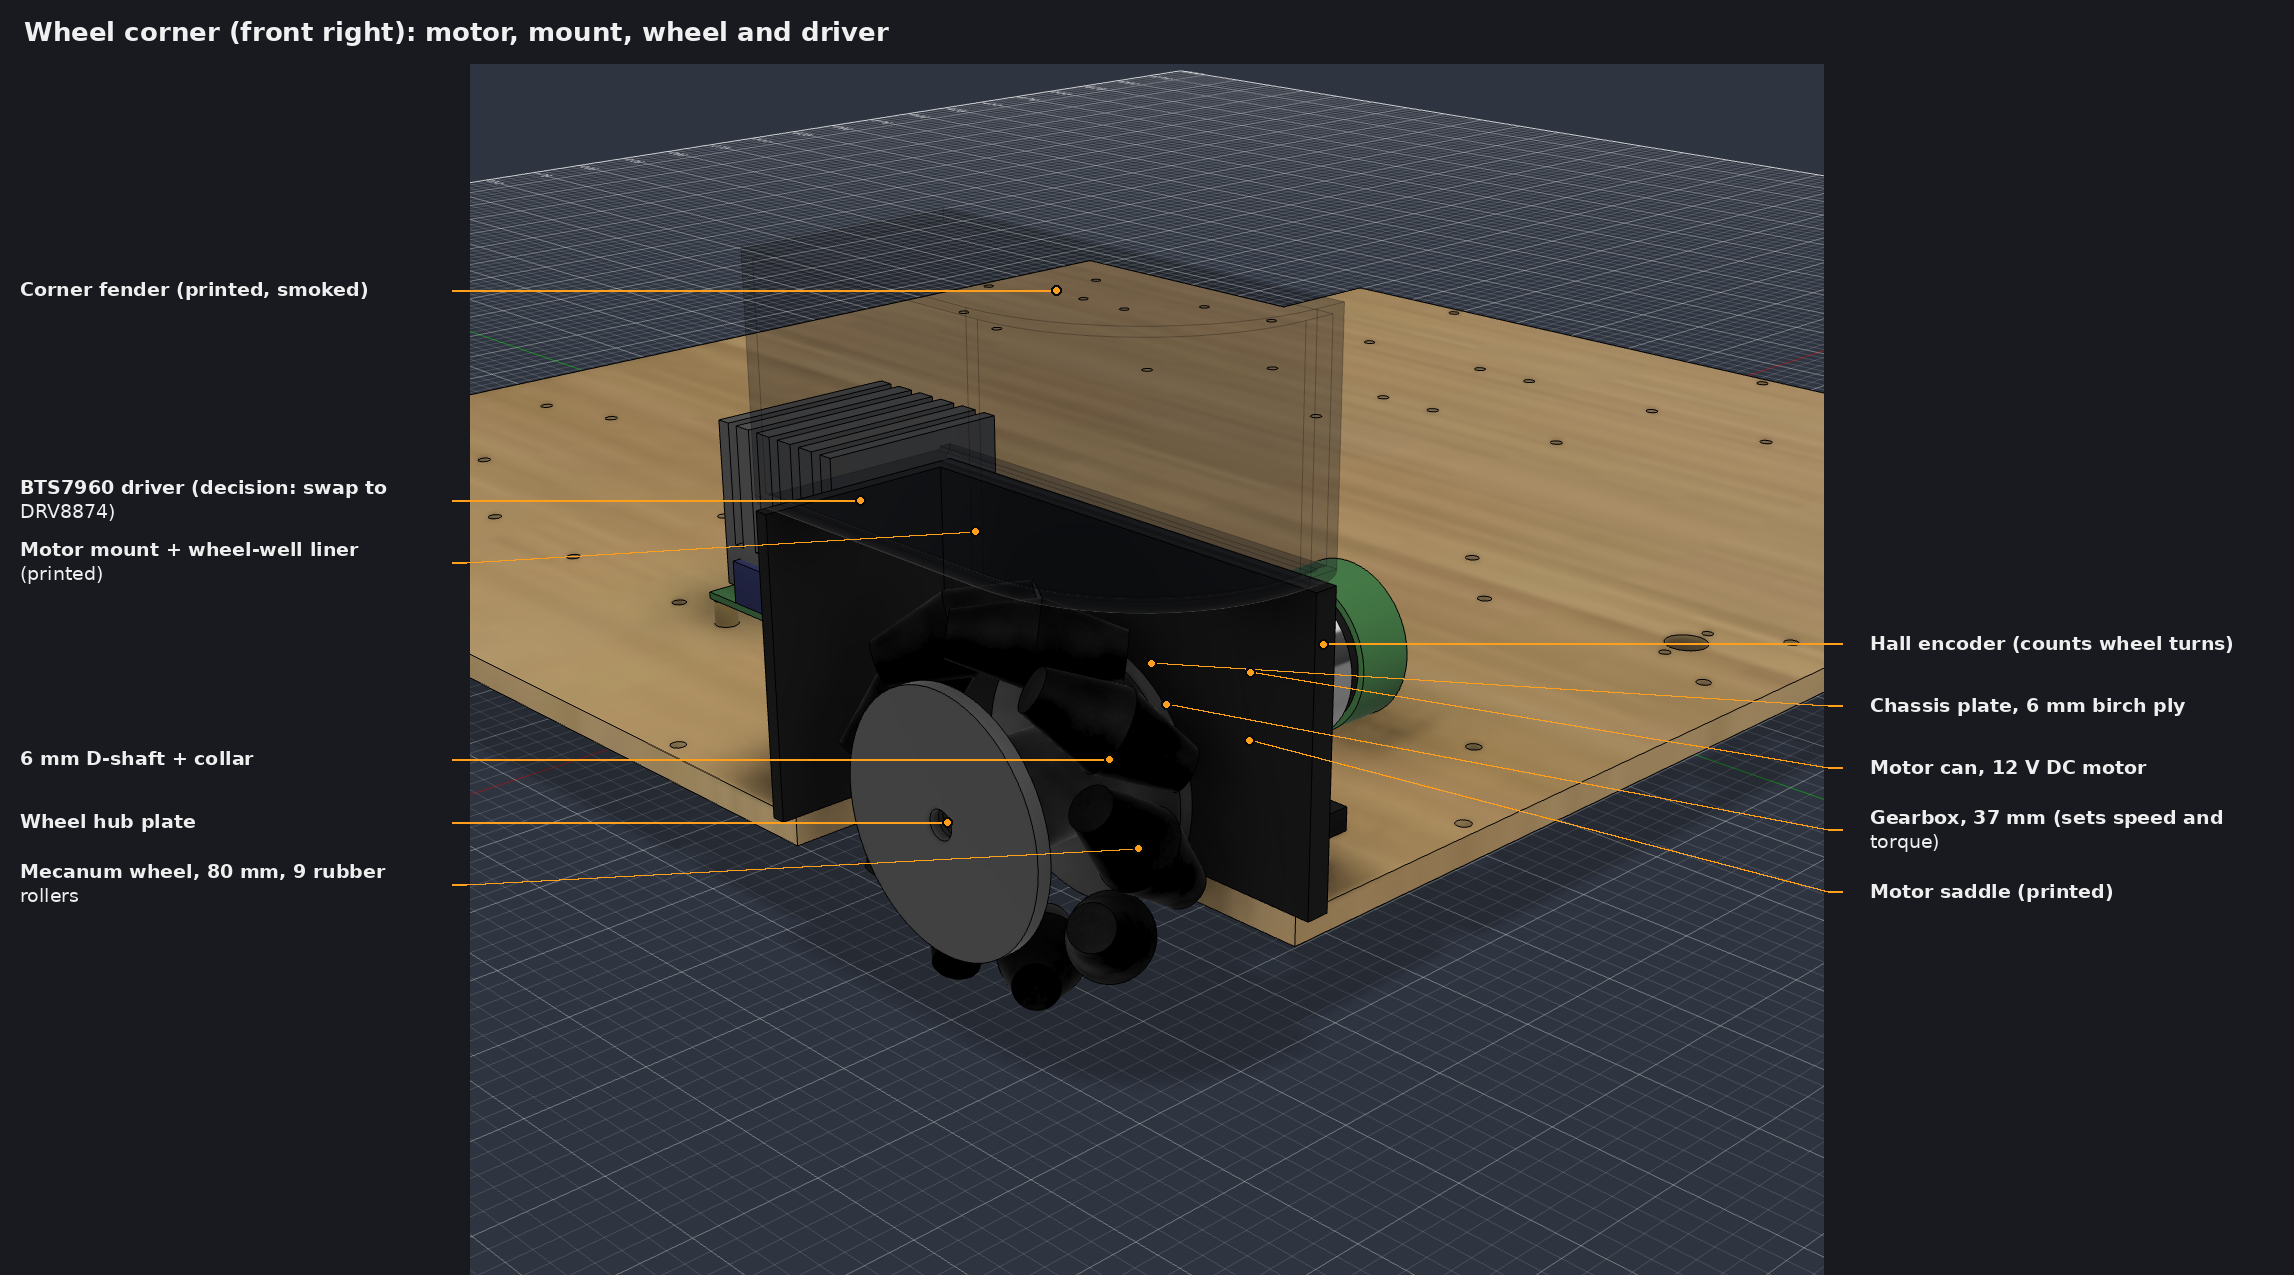 Wheel corner (front right): motor, mount, wheel and driver
Corner fender (printed, smoked)
BTS7960 driver (decision: swap to
DRV8874)
Motor mount + wheel-well liner
(printed)
6 mm D-shaft + collar
Wheel hub plate
Mecanum wheel, 80 mm, 9 rubber
rollers
Hall encoder (counts wheel turns)
Chassis plate, 6 mm birch ply
Motor can, 12 V DC motor
Gearbox, 37 mm (sets speed and
torque)
Motor saddle (printed)